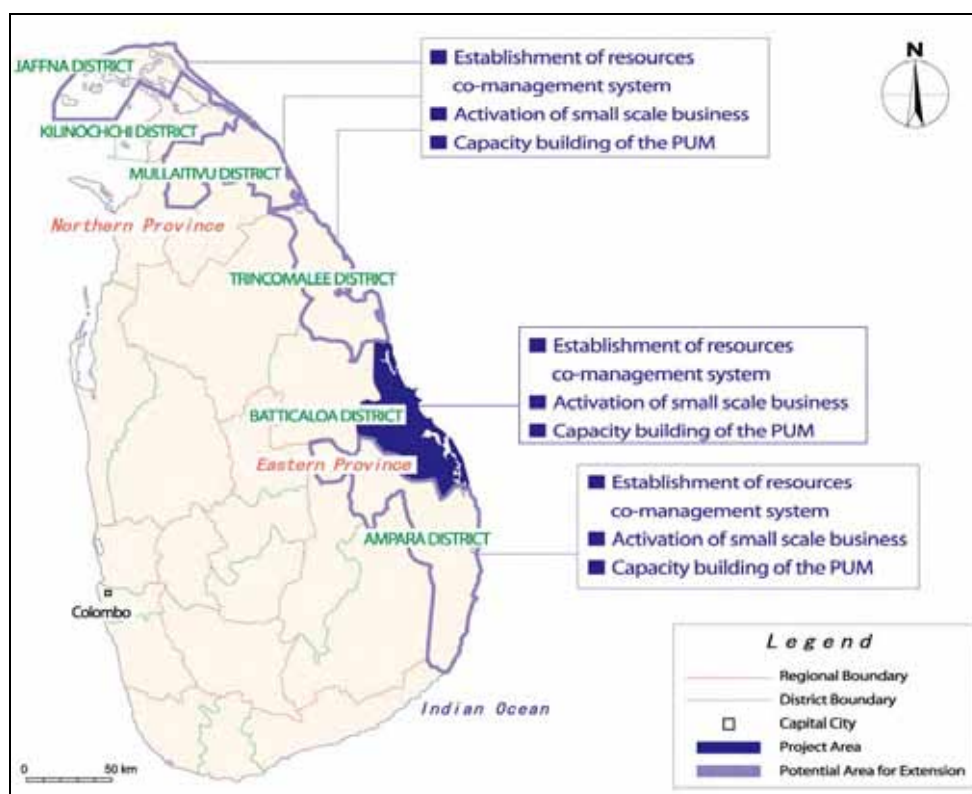 Establishment of resources
co-management system
Activation of small scale business
Capacity building of the PUM
N
JAFFNA DISTRICT
KILINOCHCHI DISTRICT
MULLAITIVU DISTRICT
Northern Province
TRINCOMALEE DISTRICT
Establishment of resources
co-management system
Activation of small scale business
Capacity building of the PUM
BATTICALOA DISTRICT
Eastern Province
Establishment of resources
co-management system
Activation of small scale business
Capacity building of the PUM
AMPARA DISTRICT
Colombo
Indian Ocean
Legend
Regional Boundary
District Boundary
Capital City
Project Area
Potential Area for Extension
0 50 km